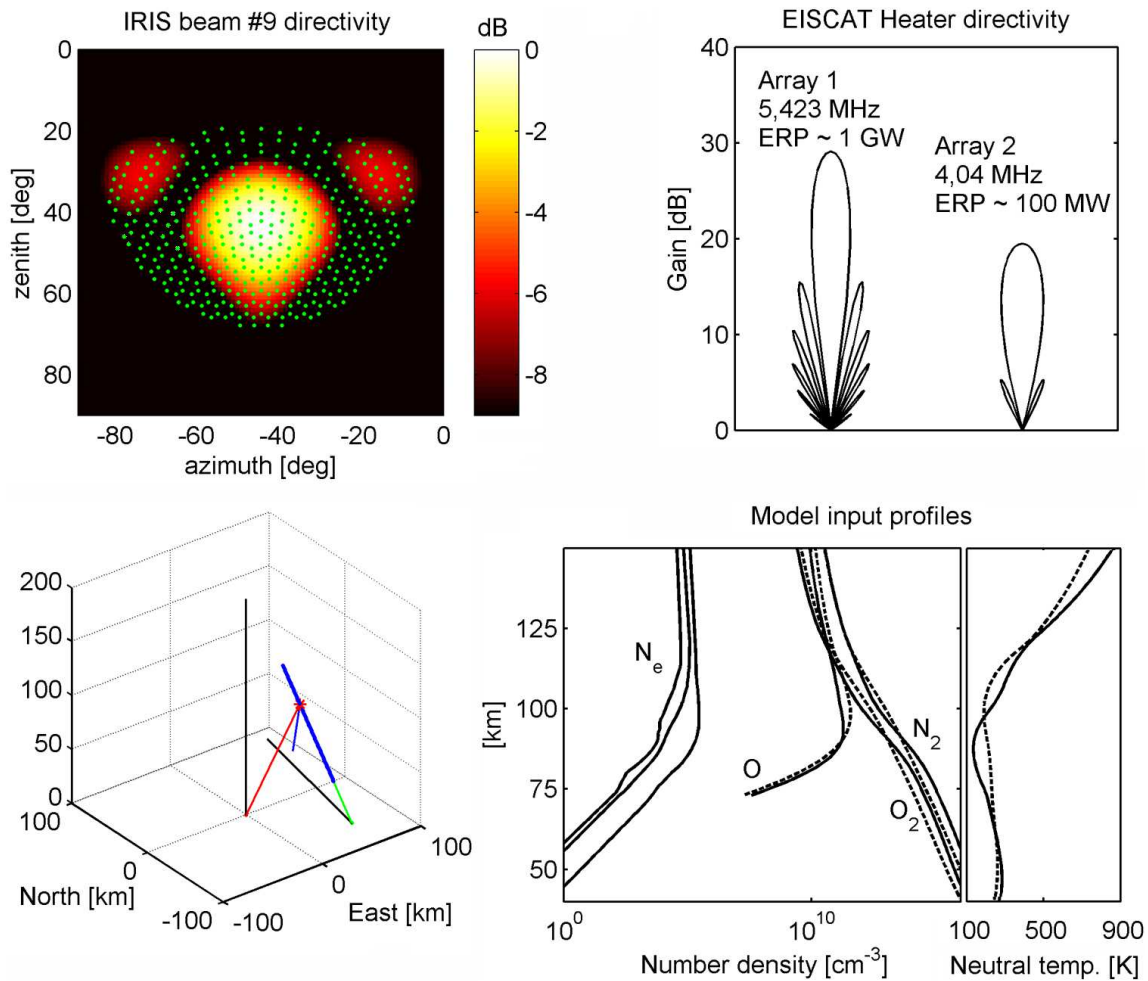 IRIS beam #9 directivity
dB
0
20
40
60
80
zenith [deg]
-80
-60
-40
-20
0
azimuth [deg]
0
-2
-4
-6
-8
EISCAT Heater directivity
40
30
20
10
0
Gain [dB]
Array 1
5,423 MHz
ERP ~ 1 GW
Array 2
4,04 MHz
ERP ~ 100 MW
200
150
100
50
0
100
0
-100
North [km]
-100
0
100
East [km]
Model input profiles
125
100
75
50
[km]
Ne
O
N2
O2
10^0
10^10
Number density [cm^-3]
100
500
900
Neutral temp. [K]